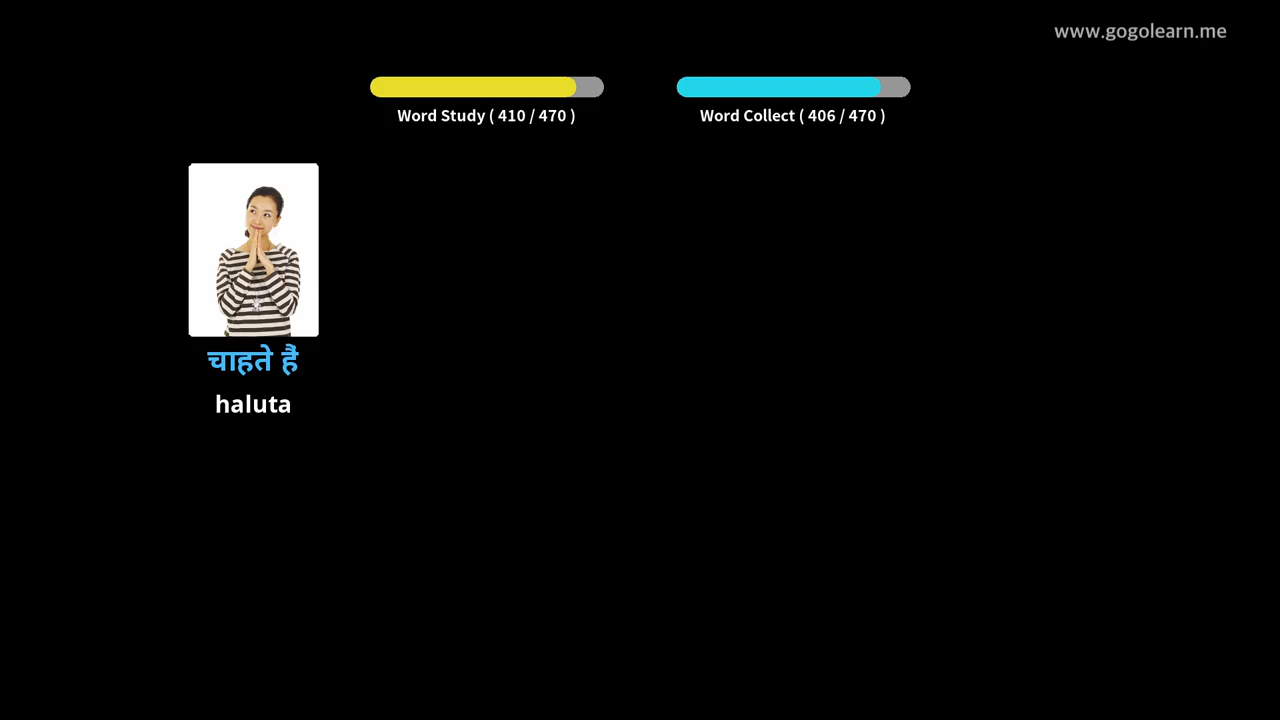 www.gogolearn.me
Word Study ( 410 / 470 )
Word Collect ( 406 / 470 )
चाहते हैं
haluta